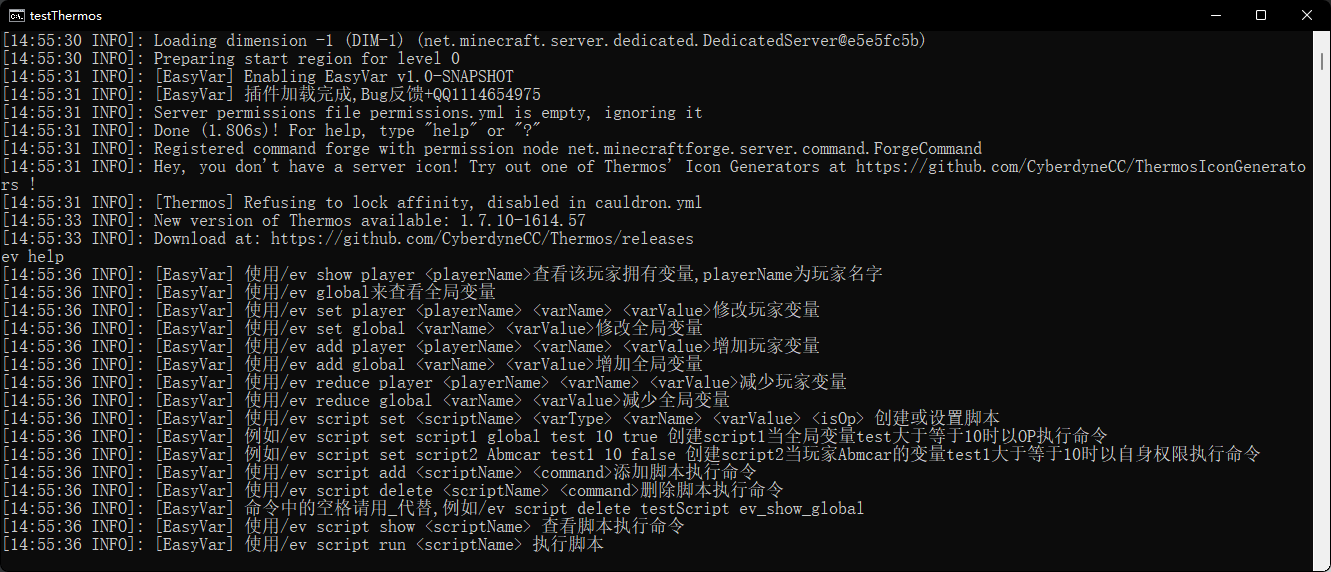 testThermos
[14:55:30 INFO]: Loading dimension -1 (DIM-1) (net.minecraft.server.dedicated.DedicatedServer@e5e5fc5b)
[14:55:30 INFO]: Preparing start region for level 0
[14:55:31 INFO]: [EasyVar] Enabling EasyVar v1.0-SNAPSHOT
[14:55:31 INFO]: [EasyVar] 插件加载完成,Bug反馈+QQ1114654975
[14:55:31 INFO]: Server permissions file permissions.yml is empty, ignoring it
[14:55:31 INFO]: Done (1.806s)! For help, type "help" or "?"
[14:55:31 INFO]: Registered command forge with permission node net.minecraftforge.server.command.ForgeCommand
[14:55:31 INFO]: Hey, you don't have a server icon! Try out one of Thermos' Icon Generators at https://github.com/CyberdyneCC/ThermosIconGenerato
rs !
[14:55:31 INFO]: [Thermos] Refusing to lock affinity, disabled in cauldron.yml
[14:55:33 INFO]: New version of Thermos available: 1.7.10-1614.57
[14:55:33 INFO]: Download at: https://github.com/CyberdyneCC/Thermos/releases
ev help
[14:55:36 INFO]: [EasyVar] 使用/ev show player <playerName>查看该玩家拥有变量,playerName为玩家名字
[14:55:36 INFO]: [EasyVar] 使用/ev global来查看全局变量
[14:55:36 INFO]: [EasyVar] 使用/ev set player <playerName> <varName> <varValue>修改玩家变量
[14:55:36 INFO]: [EasyVar] 使用/ev set global <varName> <varValue>修改全局变量
[14:55:36 INFO]: [EasyVar] 使用/ev add player <playerName> <varName> <varValue>增加玩家变量
[14:55:36 INFO]: [EasyVar] 使用/ev add global <varName> <varValue>增加全局变量
[14:55:36 INFO]: [EasyVar] 使用/ev reduce player <playerName> <varName> <varValue>减少玩家变量
[14:55:36 INFO]: [EasyVar] 使用/ev reduce global <varName> <varValue>减少全局变量
[14:55:36 INFO]: [EasyVar] 使用/ev script set <scriptName> <varType> <varName> <varValue> <isOp> 创建或设置脚本
[14:55:36 INFO]: [EasyVar] 例如/ev script set script1 global test 10 true 创建script1当全局变量test大于等于10时以OP执行命令
[14:55:36 INFO]: [EasyVar] 例如/ev script set script2 Abmcar test1 10 false 创建script2当玩家Abmcar的变量test1大于等于10时以自身权限执行命令
[14:55:36 INFO]: [EasyVar] 使用/ev script add <scriptName> <command>添加脚本执行命令
[14:55:36 INFO]: [EasyVar] 使用/ev script delete <scriptName> <command>删除脚本执行命令
[14:55:36 INFO]: [EasyVar] 命令中的空格请用_代替,例如/ev script delete testScript ev_show_global
[14:55:36 INFO]: [EasyVar] 使用/ev script show <scriptName> 查看脚本执行命令
[14:55:36 INFO]: [EasyVar] 使用/ev script run <scriptName> 执行脚本